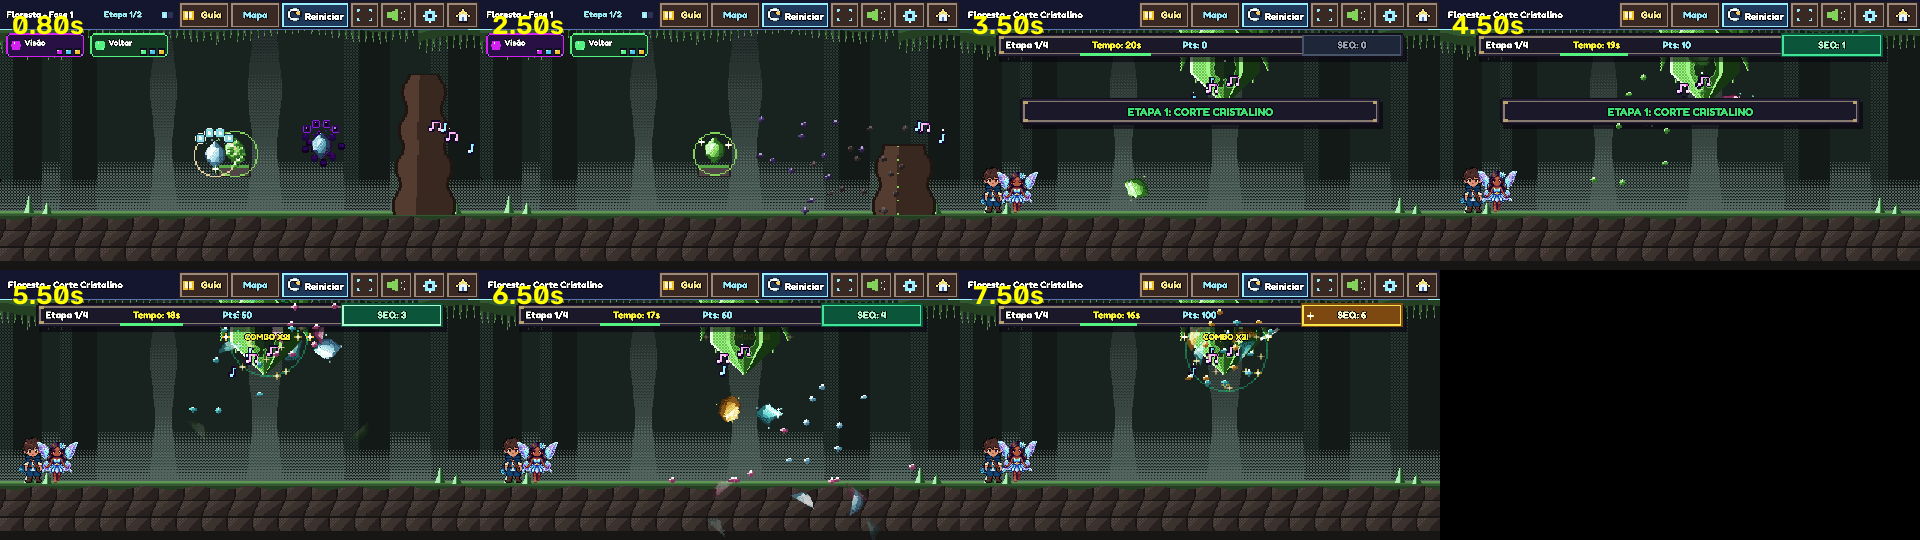 Floresta - Fase 1 Etapa 1/2 Guia Mapa Reiniciar
0.80s
Visão Voltar
Floresta - Fase 1 Etapa 1/2 Guia Mapa Reiniciar
2.50s
Visão Voltar
Floresta - Corte Cristalino Guia Mapa Reiniciar
3.50s
Etapa 1/4 Tempo: 20s Pts: 0 SEQ: 0
ETAPA 1: CORTE CRISTALINO
Floresta - Corte Cristalino Guia Mapa Reiniciar
4.50s
Etapa 1/4 Tempo: 19s Pts: 10 SEQ: 1
ETAPA 1: CORTE CRISTALINO
Floresta - Corte Cristalino Guia Mapa Reiniciar
5.50s
Etapa 1/4 Tempo: 18s Pts: 50 SEQ: 3
COMBO X2!
Floresta - Corte Cristalino Guia Mapa Reiniciar
6.50s
Etapa 1/4 Tempo: 17s Pts: 60 SEQ: 4
Floresta - Corte Cristalino Guia Mapa Reiniciar
7.50s
Etapa 1/4 Tempo: 16s Pts: 100 SEQ: 6
COMBO X2!